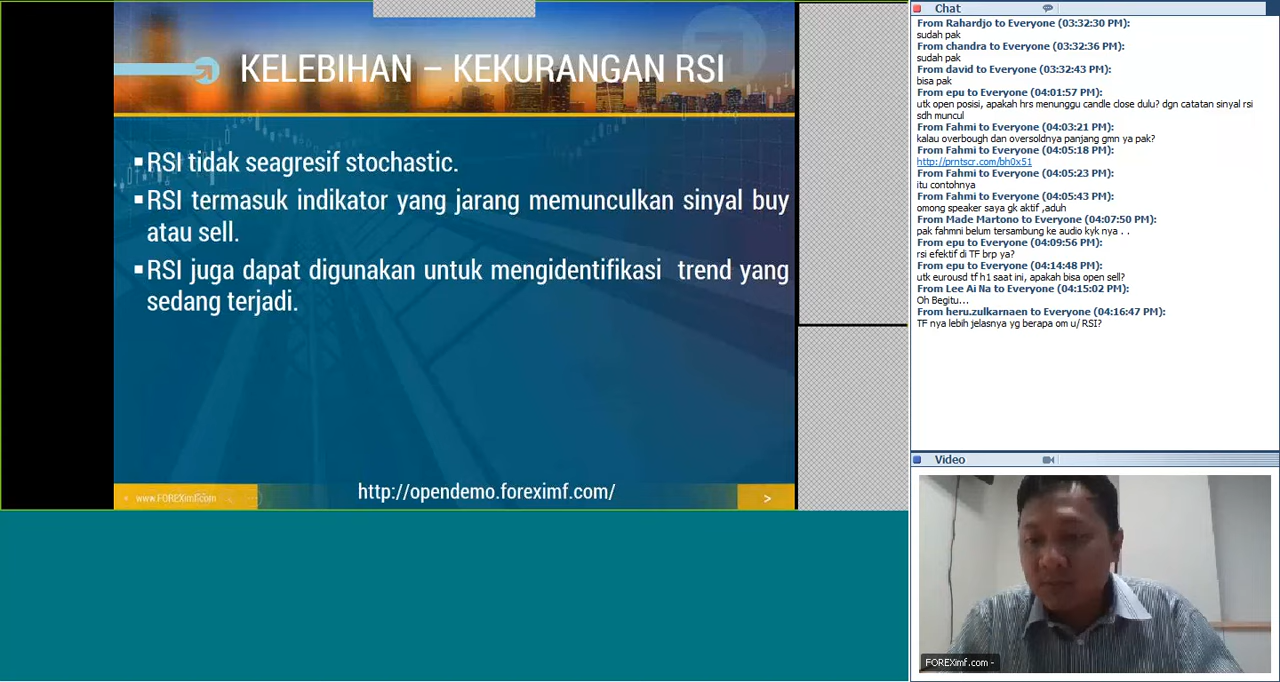 KELEBIHAN – KEKURANGAN RSI
▪RSI tidak seagresif stochastic.
▪RSI termasuk indikator yang jarang memunculkan sinyal buy
atau sell.
▪RSI juga dapat digunakan untuk mengidentifikasi trend yang
sedang terjadi.
www.FOREXimf.com
http://opendemo.foreximf.com/
>
Chat
From Rahardjo to Everyone (03:32:30 PM):
sudah pak
From chandra to Everyone (03:32:36 PM):
sudah pak
From david to Everyone (03:32:43 PM):
bisa pak
From epu to Everyone (04:01:57 PM):
utk open posisi, apakah hrs menunggu candle close dulu? dgn catatan sinyal rsi
sdh muncul
From Fahmi to Everyone (04:03:21 PM):
kalau overbough dan oversoldnya panjang gmn ya pak?
From Fahmi to Everyone (04:05:18 PM):
http://prntscr.com/bh0x51
From Fahmi to Everyone (04:05:23 PM):
itu contohnya
From Fahmi to Everyone (04:05:43 PM):
omong speaker saya gk aktif ,aduh
From Made Martono to Everyone (04:07:50 PM):
pak fahmni belum tersambung ke audio kyk nya . .
From epu to Everyone (04:09:56 PM):
rsi efektif di TF brp ya?
From epu to Everyone (04:14:48 PM):
utk eurousd tf h1 saat ini, apakah bisa open sell?
From Lee Ai Na to Everyone (04:15:02 PM):
Oh Begitu...
From heru.zulkarnaen to Everyone (04:16:47 PM):
TF nya lebih jelasnya yg berapa om u/ RSI?
Video
FOREXimf.com -